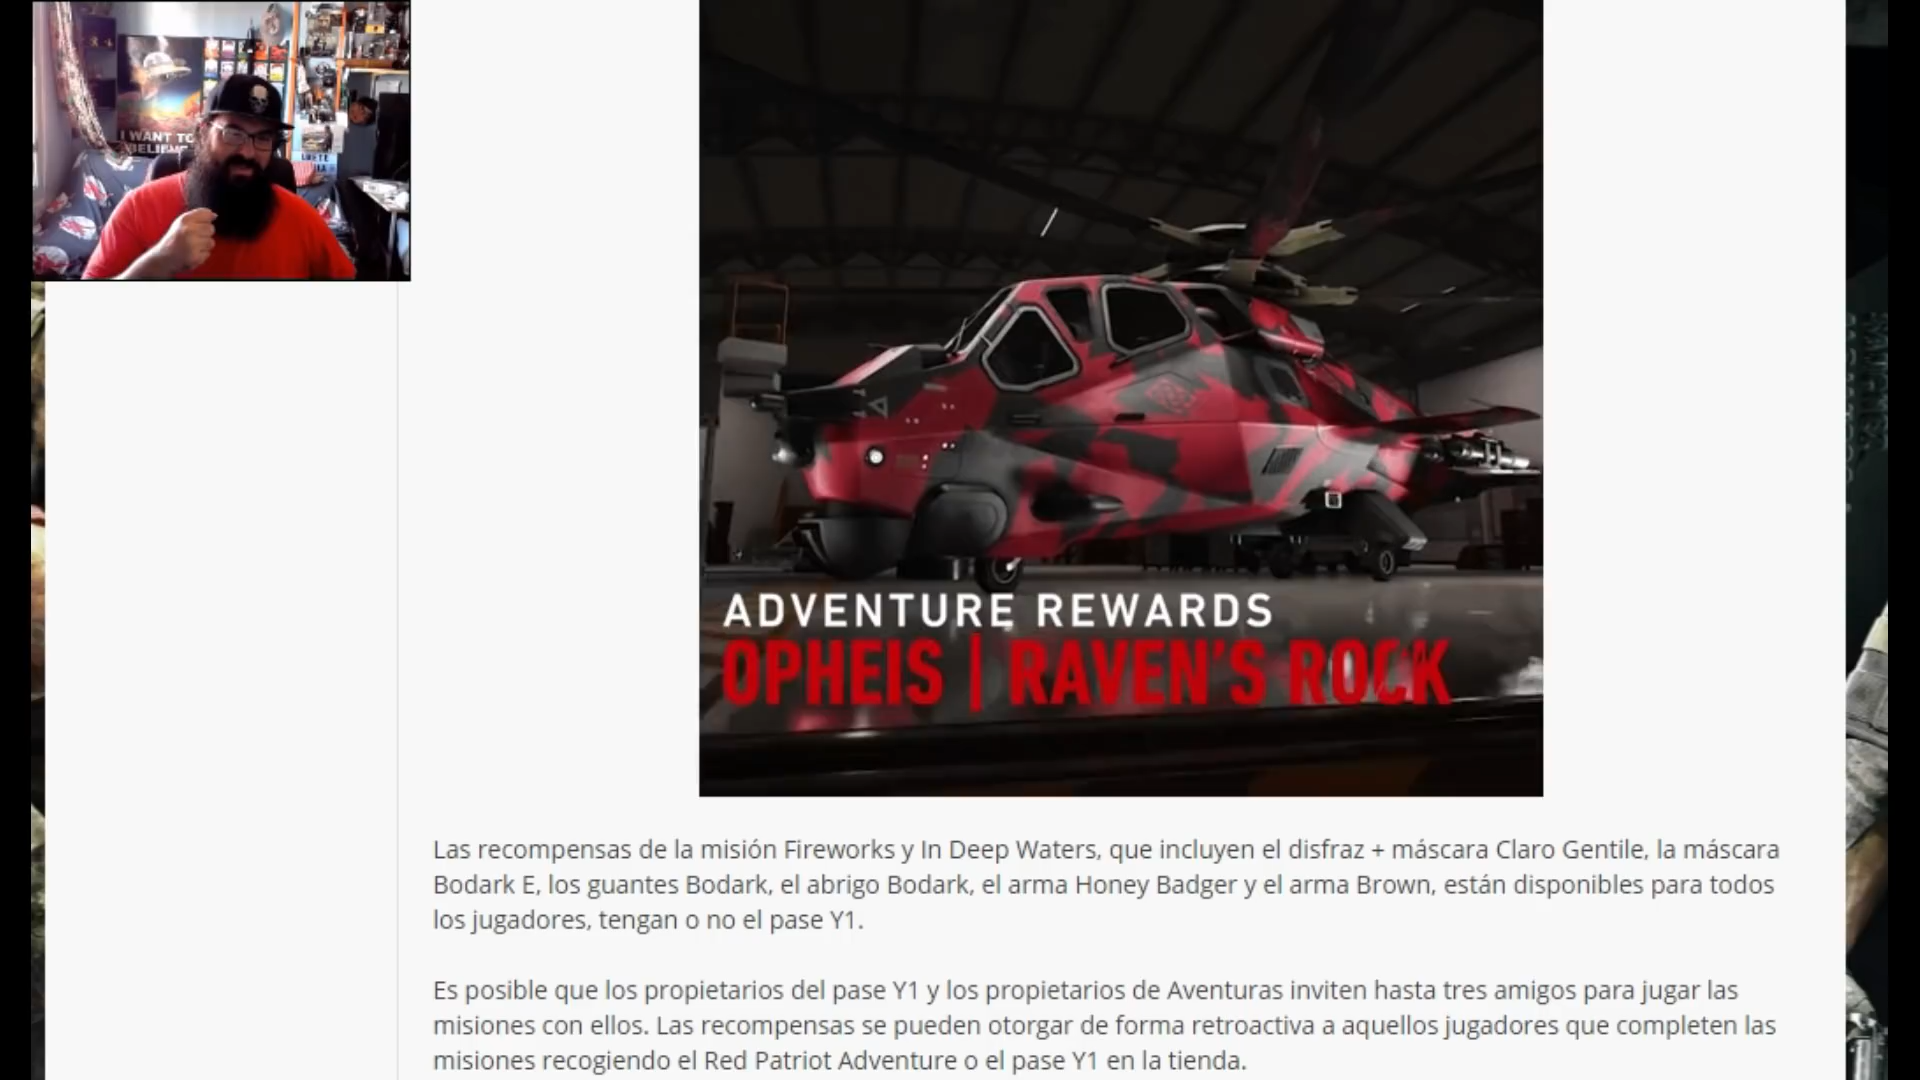 I WANT TO
BELIEVE
ADVENTURE REWARDS
OPHEIS | RAVEN'S ROCK
Las recompensas de la misión Fireworks y In Deep Waters, que incluyen el disfraz + máscara Claro Gentile, la máscara
Bodark E, los guantes Bodark, el abrigo Bodark, el arma Honey Badger y el arma Brown, están disponibles para todos
los jugadores, tengan o no el pase Y1.
Es posible que los propietarios del pase Y1 y los propietarios de Aventuras inviten hasta tres amigos para jugar las
misiones con ellos. Las recompensas se pueden otorgar de forma retroactiva a aquellos jugadores que completen las
misiones recogiendo el Red Patriot Adventure o el pase Y1 en la tienda.